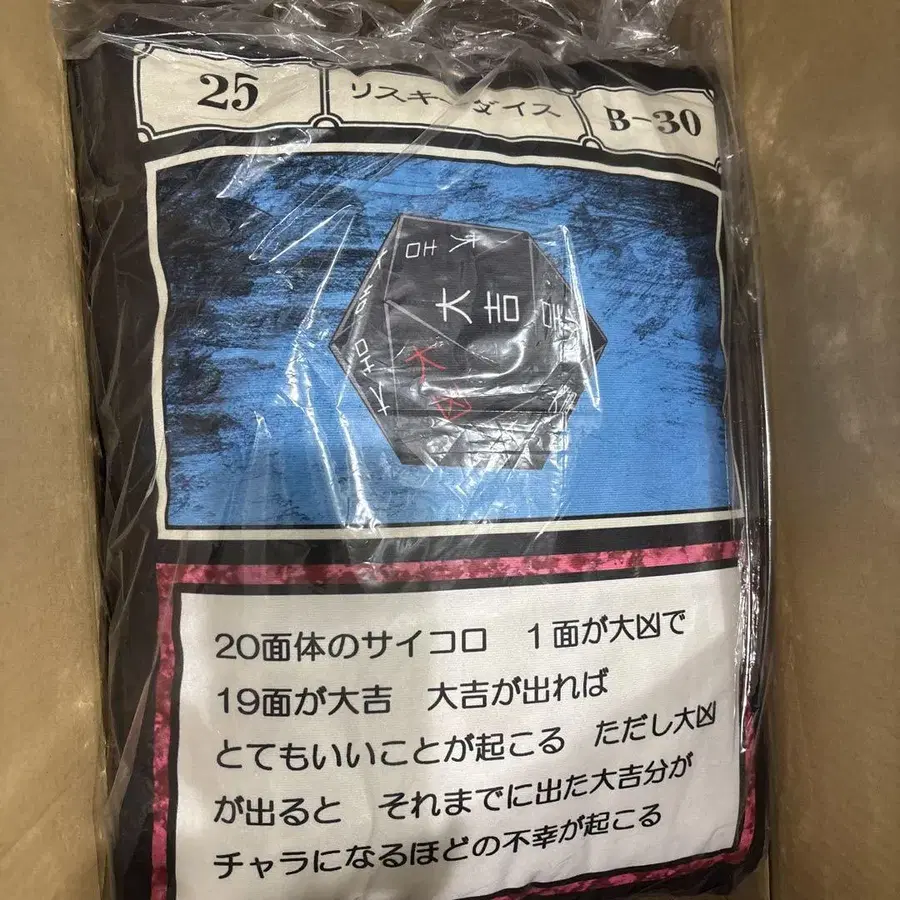 25 リスキーダイス B-30
大吉
大吉
大凶
20面体のサイコロ 1面が大凶で
19面が大吉 大吉が出れば
とてもいいことが起こる ただし大凶
が出ると それまでに出た大吉分が
チャラになるほどの不幸が起こる